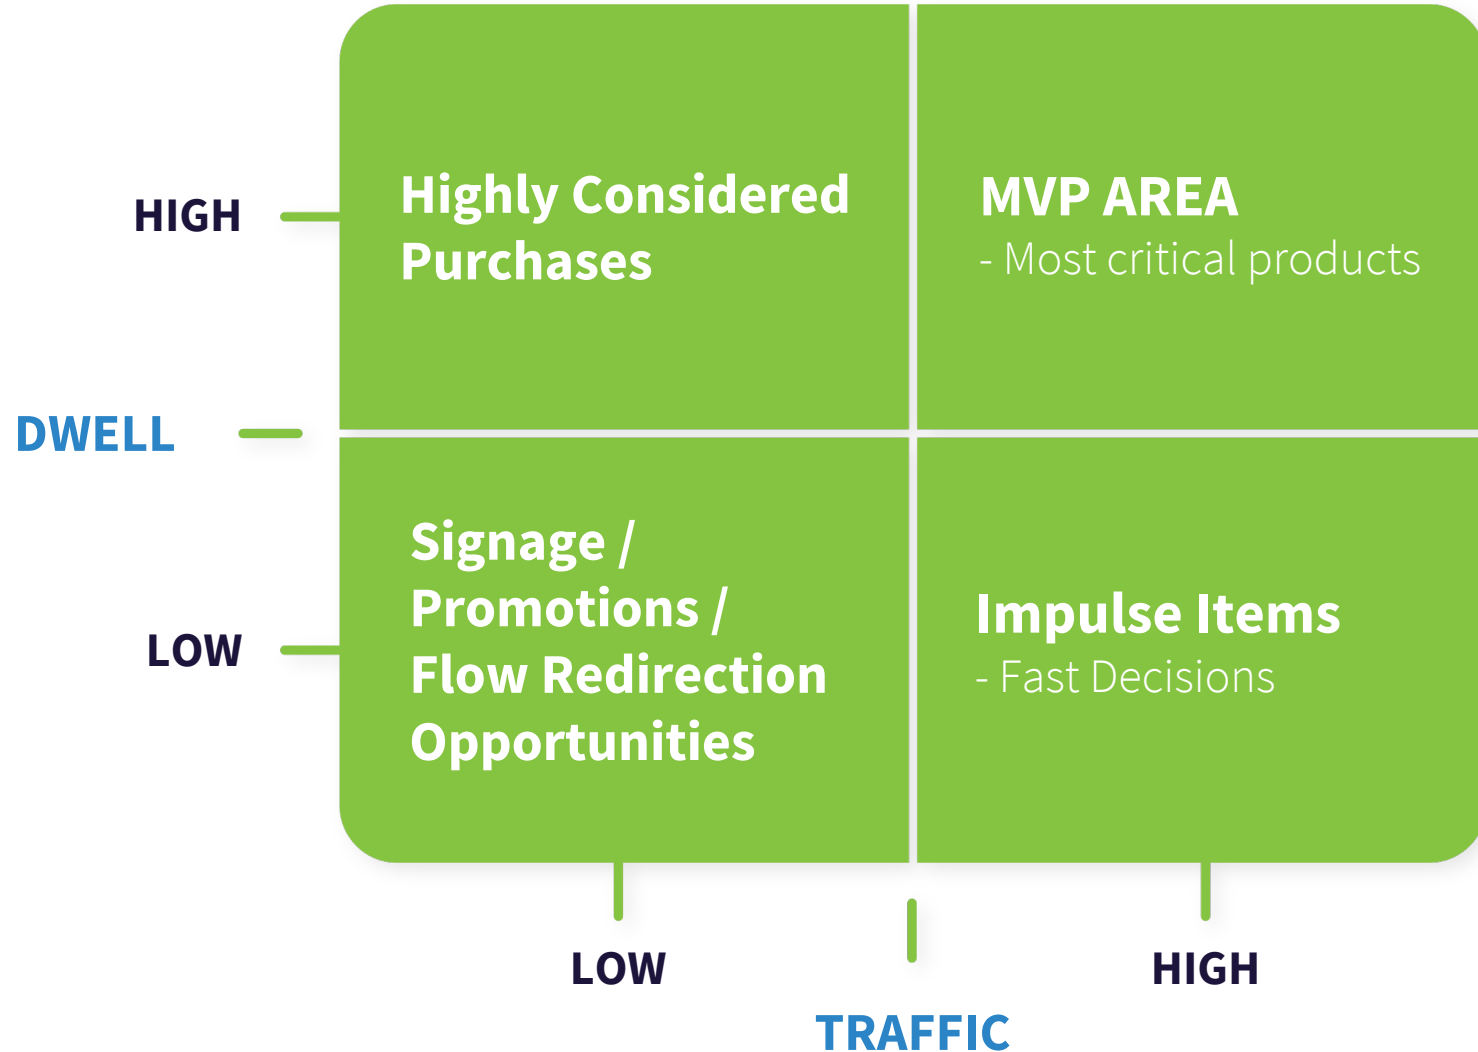 HIGH
Highly Considered
Purchases
MVP AREA
- Most critical products
DWELL
LOW
Signage /
Promotions /
Flow Redirection
Opportunities
Impulse Items
- Fast Decisions
LOW
HIGH
TRAFFIC